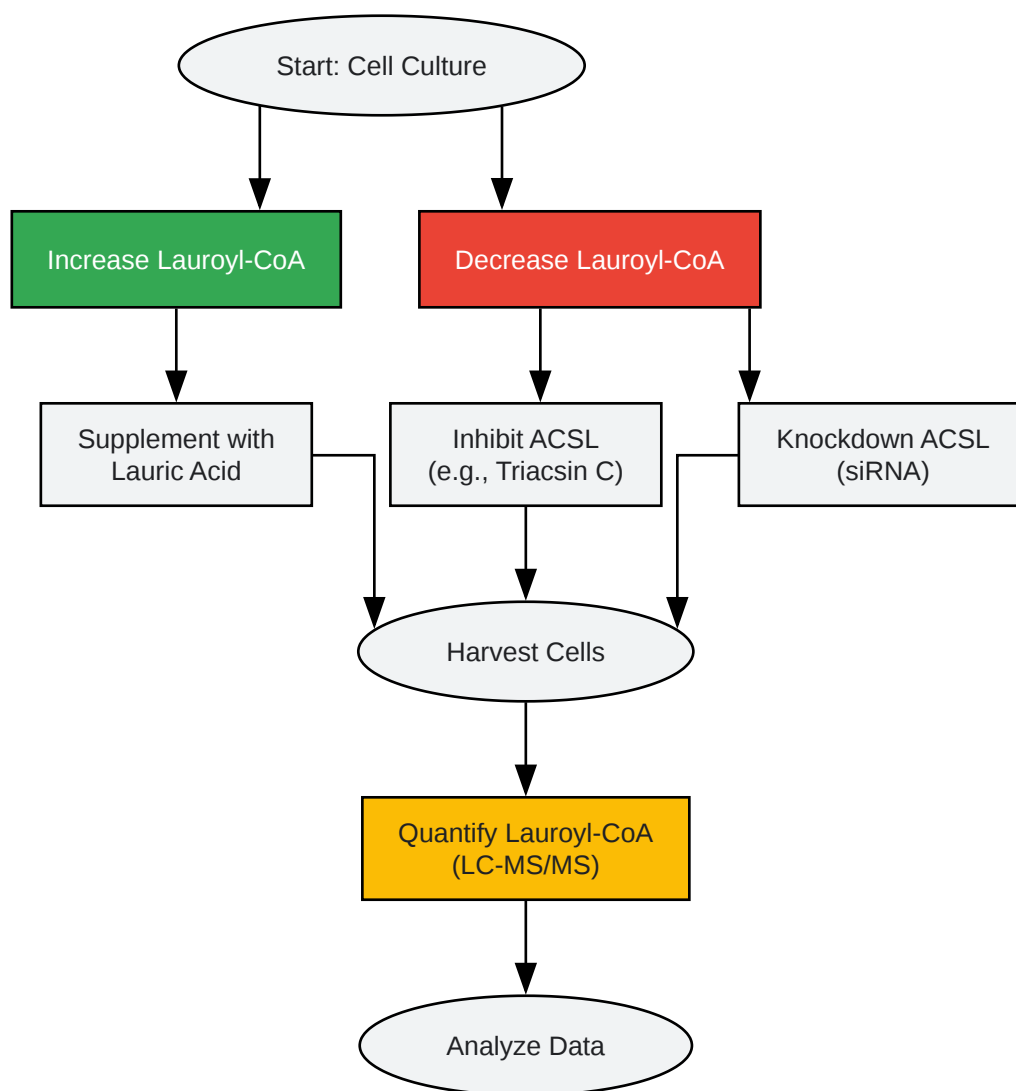 Start: Cell Culture
Increase Lauroyl-CoA
Decrease Lauroyl-CoA
Supplement with
Lauric Acid
Inhibit ACSL
(e.g., Triacsin C)
Knockdown ACSL
(siRNA)
Harvest Cells
Quantify Lauroyl-CoA
(LC-MS/MS)
Analyze Data